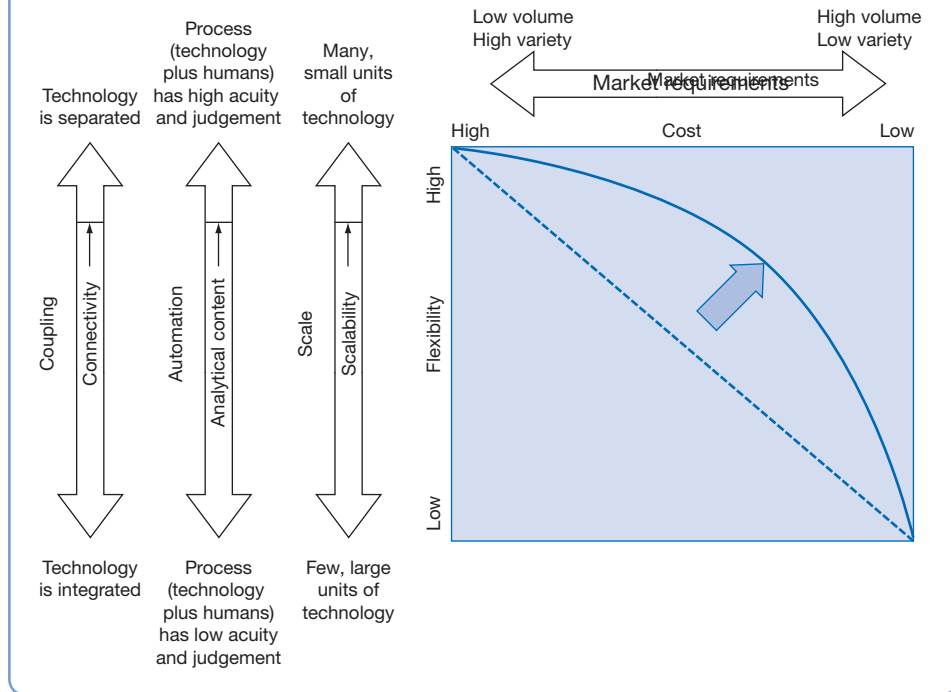 Technology
is separated
Process
(technology
plus humans)
has high acuity
and judgement
Many,
small units
of
technology
Coupling
Connectivity
Automation
Analytical content
Scale
Scalability
Technology
is integrated
Process
(technology
plus humans)
has low acuity
and judgement
Few, large
units of
technology
Low volume
High variety
High volume
Low variety
Market requirements
Market requirements
High
Cost
Low
High
Flexibility
Low